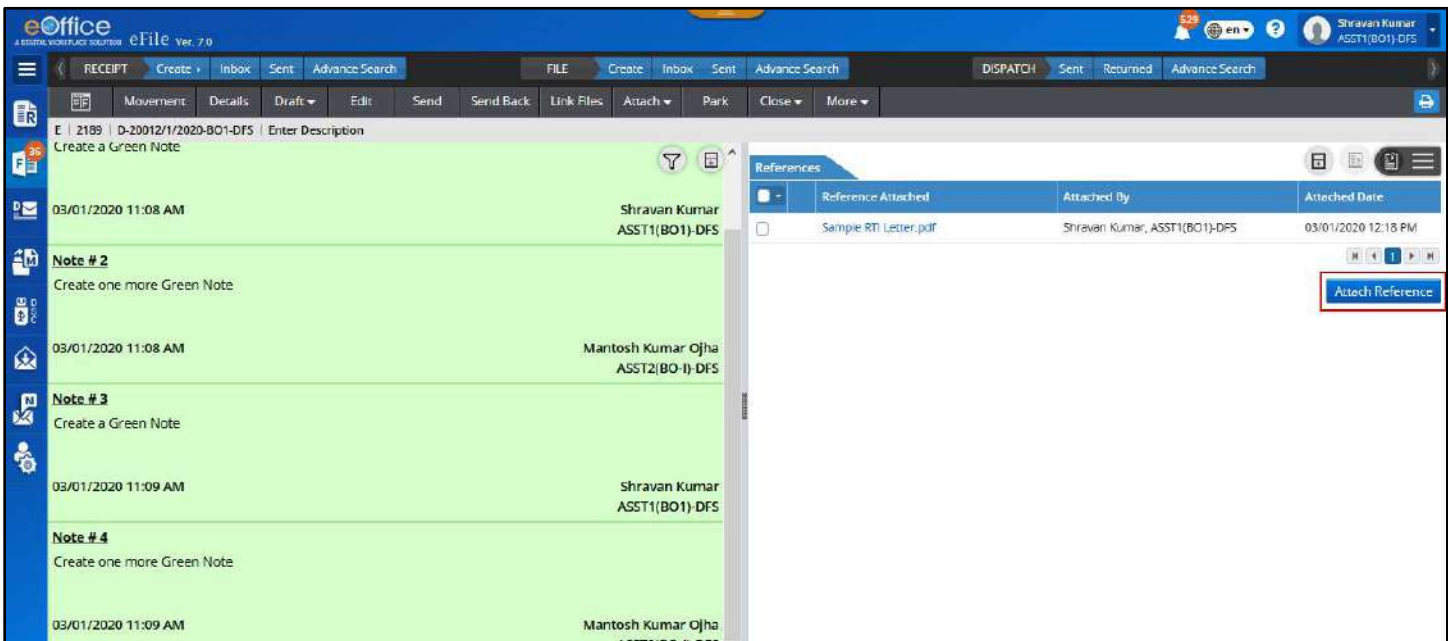 eOffice
A DIGITAL WORKPLACE SOLUTION eFile Ver. 7.0
529
en
?
Shravan Kumar
ASST1(BO1)-DFS
RECEIPT Create Inbox Sent Advance Search FILE Create Inbox Sent Advance Search DISPATCH Sent Returned Advance Search
Movement Details Draft Edit Send Send Back Link Files Attach Park Close More
E | 2189 | D-20012/1/2020-BO1-DFS | Enter Description
36
Create a Green Note
03/01/2020 11:08 AM Shravan Kumar
ASST1(BO1)-DFS
Note # 2
Create one more Green Note
03/01/2020 11:08 AM Mantosh Kumar Ojha
ASST2(BO-I)-DFS
Note # 3
Create a Green Note
03/01/2020 11:09 AM Shravan Kumar
ASST1(BO1)-DFS
Note # 4
Create one more Green Note
03/01/2020 11:09 AM Mantosh Kumar Ojha
References
Reference Attached Attached By Attached Date
Sample RTI Letter.pdf Shravan Kumar, ASST1(BO1)-DFS 03/01/2020 12:18 PM
1
Attach Reference